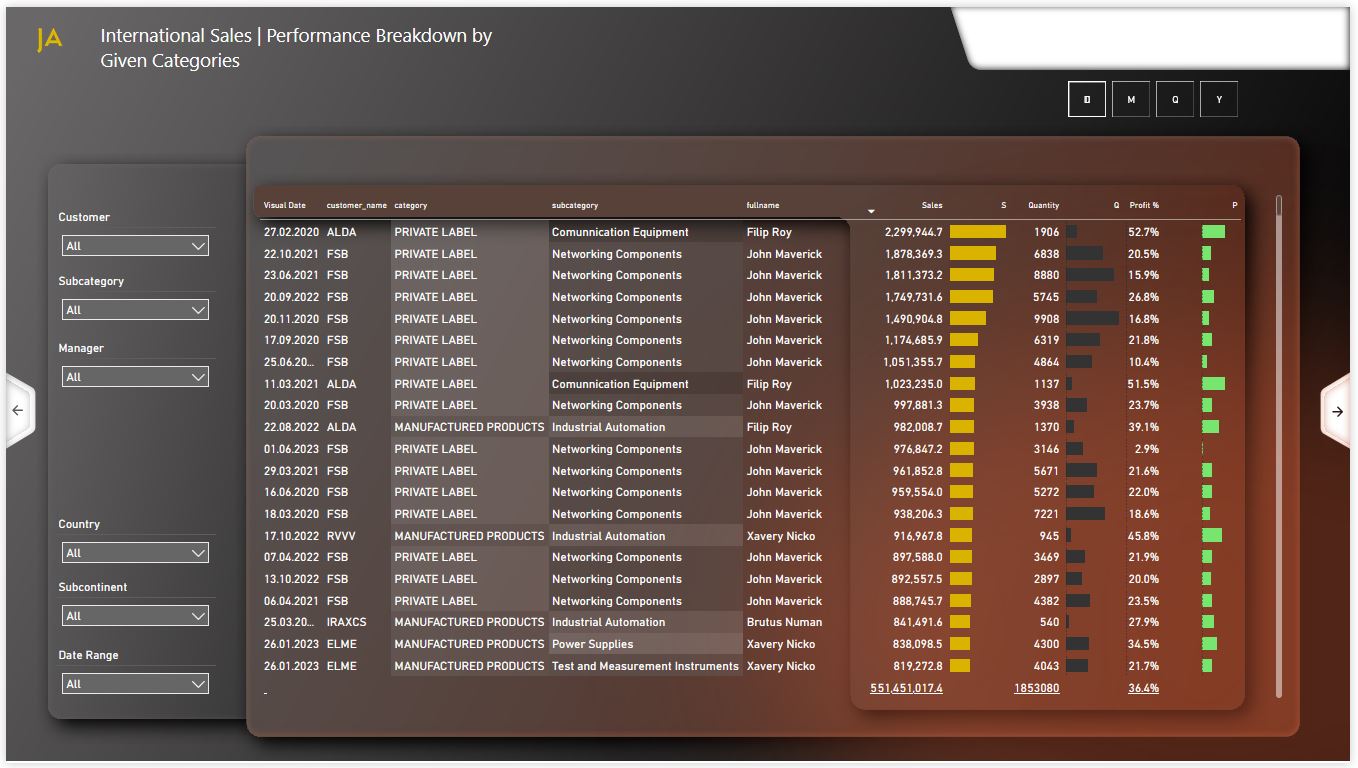 JA
International Sales | Performance Breakdown by
Given Categories
D M Q Y
Visual Date customer_name category subcategory fullname Sales S Quantity Q Profit % P
27.02.2020 ALDA PRIVATE LABEL Comunnication Equipment Filip Roy 2,299,944.7 1906 52.7%
22.10.2021 FSB PRIVATE LABEL Networking Components John Maverick 1,878,369.3 6838 20.5%
23.06.2021 FSB PRIVATE LABEL Networking Components John Maverick 1,811,373.2 8880 15.9%
20.09.2022 FSB PRIVATE LABEL Networking Components John Maverick 1,749,731.6 5745 26.8%
20.11.2020 FSB PRIVATE LABEL Networking Components John Maverick 1,490,904.8 9908 16.8%
17.09.2020 FSB PRIVATE LABEL Networking Components John Maverick 1,174,685.9 6319 21.8%
25.06.20... FSB PRIVATE LABEL Networking Components John Maverick 1,051,355.7 4864 10.4%
11.03.2021 ALDA PRIVATE LABEL Comunnication Equipment Filip Roy 1,023,235.0 1137 51.5%
20.03.2020 FSB PRIVATE LABEL Networking Components John Maverick 997,881.3 3938 23.7%
22.08.2022 ALDA MANUFACTURED PRODUCTS Industrial Automation Filip Roy 982,008.7 1370 39.1%
01.06.2023 FSB PRIVATE LABEL Networking Components John Maverick 976,847.2 3146 2.9%
29.03.2021 FSB PRIVATE LABEL Networking Components John Maverick 961,852.8 5671 21.6%
16.06.2020 FSB PRIVATE LABEL Networking Components John Maverick 959,554.0 5272 22.0%
18.03.2020 FSB PRIVATE LABEL Networking Components John Maverick 938,206.3 7221 18.6%
17.10.2022 RVVV MANUFACTURED PRODUCTS Industrial Automation Xavery Nicko 916,967.8 945 45.8%
07.04.2022 FSB PRIVATE LABEL Networking Components John Maverick 897,588.0 3469 21.9%
13.10.2022 FSB PRIVATE LABEL Networking Components John Maverick 892,557.5 2897 20.0%
06.04.2021 FSB PRIVATE LABEL Networking Components John Maverick 888,745.7 4382 23.5%
25.03.20... IRAXCS MANUFACTURED PRODUCTS Industrial Automation Brutus Numan 841,491.6 540 27.9%
26.01.2023 ELME MANUFACTURED PRODUCTS Power Supplies Xavery Nicko 838,098.5 4300 34.5%
26.01.2023 ELME MANUFACTURED PRODUCTS Test and Measurement Instruments Xavery Nicko 819,272.8 4043 21.7%
- 551,451,017.4 1853080 36.4%
Customer
All
Subcategory
All
Manager
All
Country
All
Subcontinent
All
Date Range
All